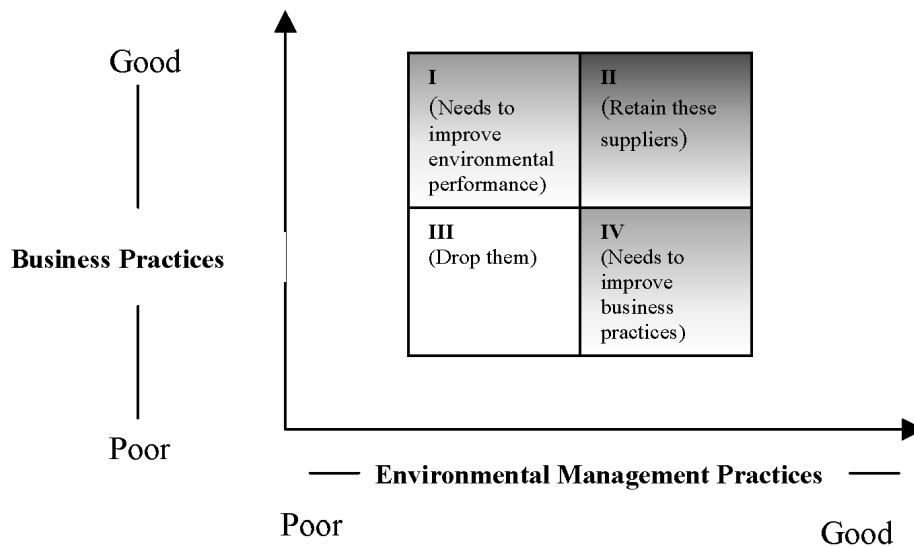 Good
Business Practices
Poor
I
(Needs to
improve
environmental
performance)
II
(Retain these
suppliers)
III
(Drop them)
IV
(Needs to
improve
business
practices)
Environmental Management Practices
Poor
Good